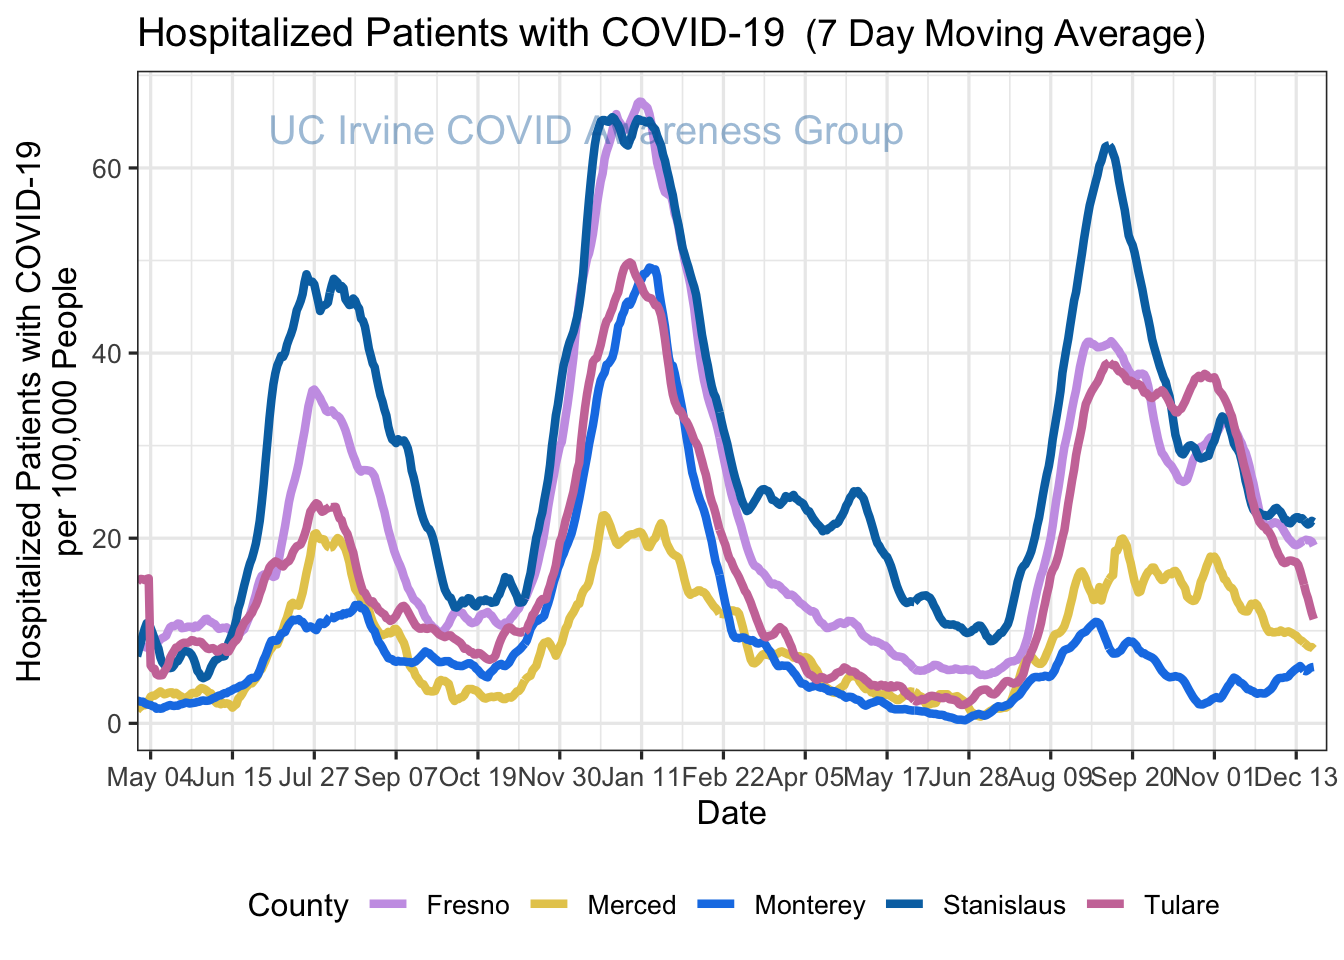 Hospitalized Patients with COVID-19 (7 Day Moving Average)
UC Irvine COVID Awareness Group
Hospitalized Patients with COVID-19
per 100,000 People
60
40
20
0
May 04 Jun 15 Jul 27 Sep 07 Oct 19 Nov 30 Jan 11 Feb 22 Apr 05 May 17 Jun 28 Aug 09 Sep 20 Nov 01 Dec 13
Date
County Fresno Merced Monterey Stanislaus Tulare